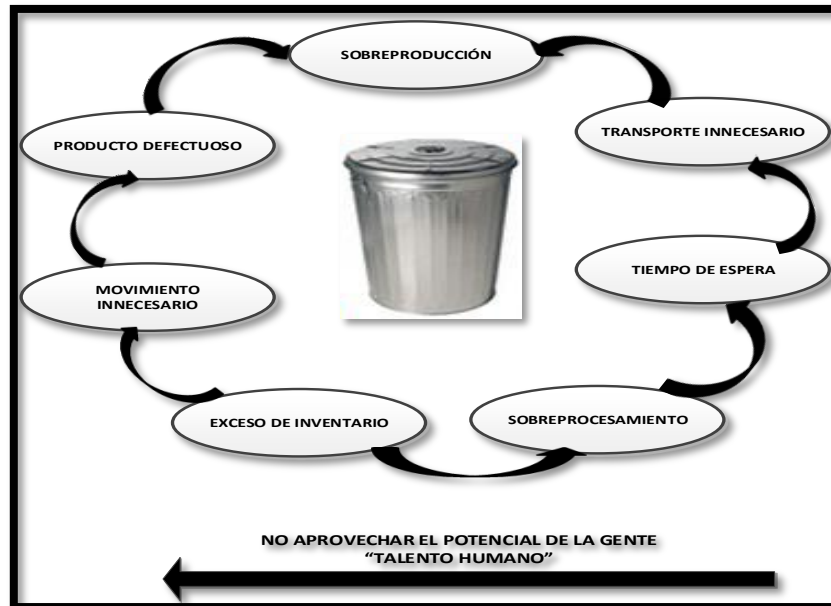 SOBREPRODUCCIÓN
TRANSPORTE INNECESARIO
PRODUCTO DEFECTUOSO
TIEMPO DE ESPERA
MOVIMIENTO
INNECESARIO
SOBREPROCESAMIENTO
EXCESO DE INVENTARIO
NO APROVECHAR EL POTENCIAL DE LA GENTE
“TALENTO HUMANO”